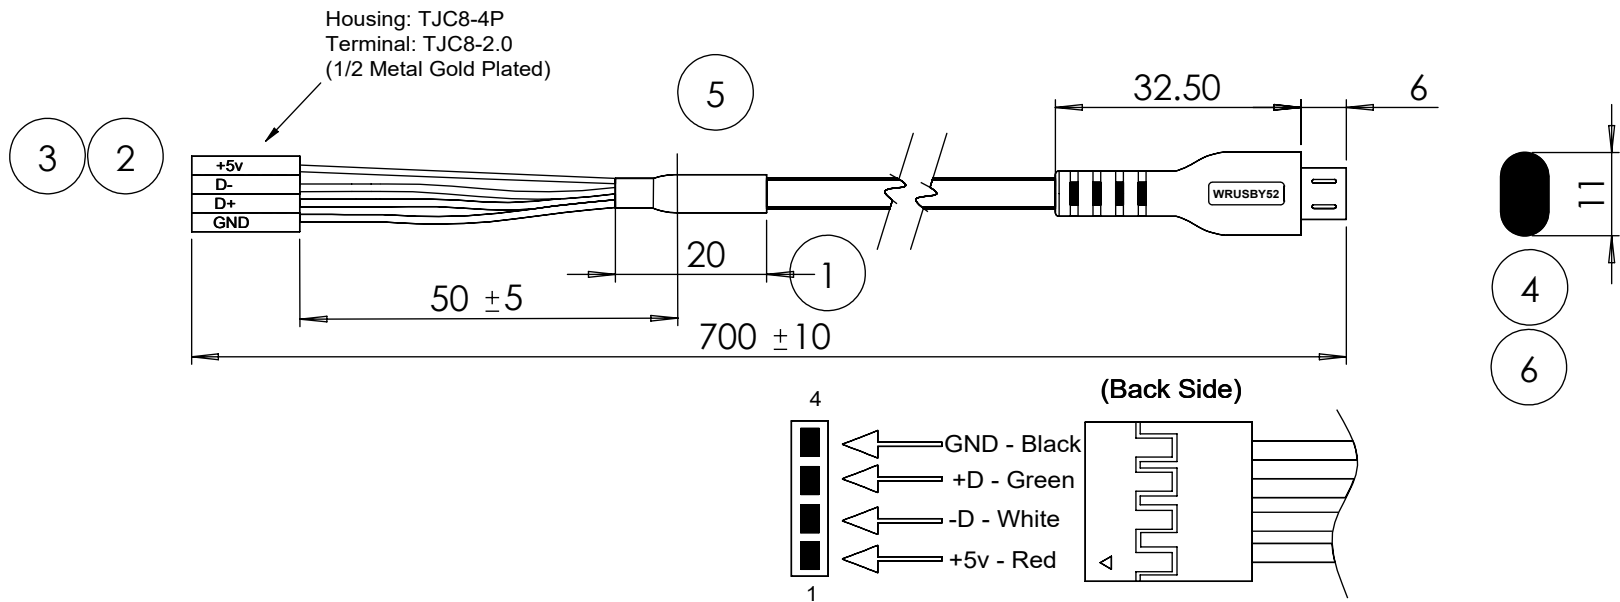 Housing: TJC8-4P
Terminal: TJC8-2.0
(1/2 Metal Gold Plated)
5
32.50
6
3
2
+5v
D-
D+
GND
WRUSBY52
11
20
1
50 ±5
700 ±10
4
6
(Back Side)
4
GND - Black
+D - Green
-D - White
+5v - Red
1